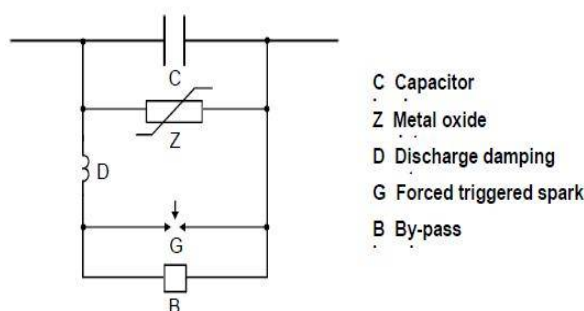 C
Z
D
G
B
C Capacitor
Z Metal oxide
D Discharge damping
G Forced triggered spark
B By-pass